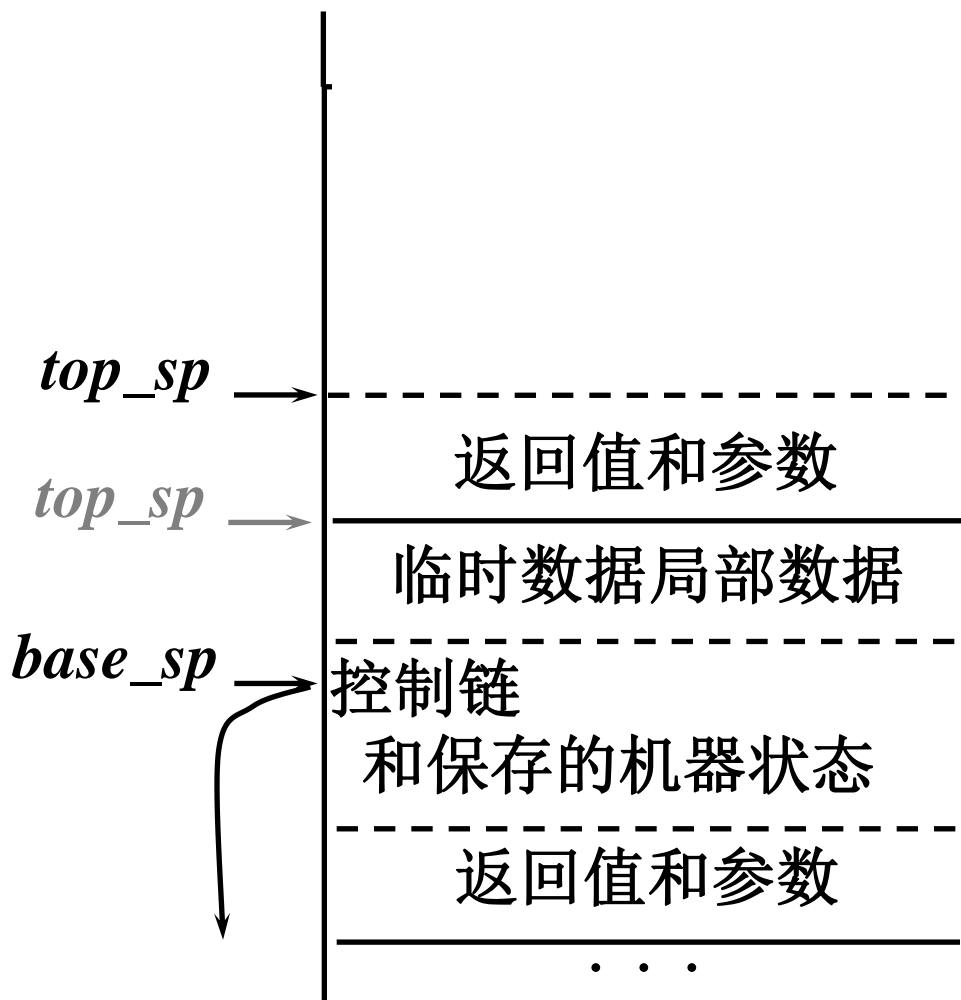 top_sp
返回值和参数
top_sp
临时数据局部数据
base_sp
控制链
和保存的机器状态
返回值和参数
. . .